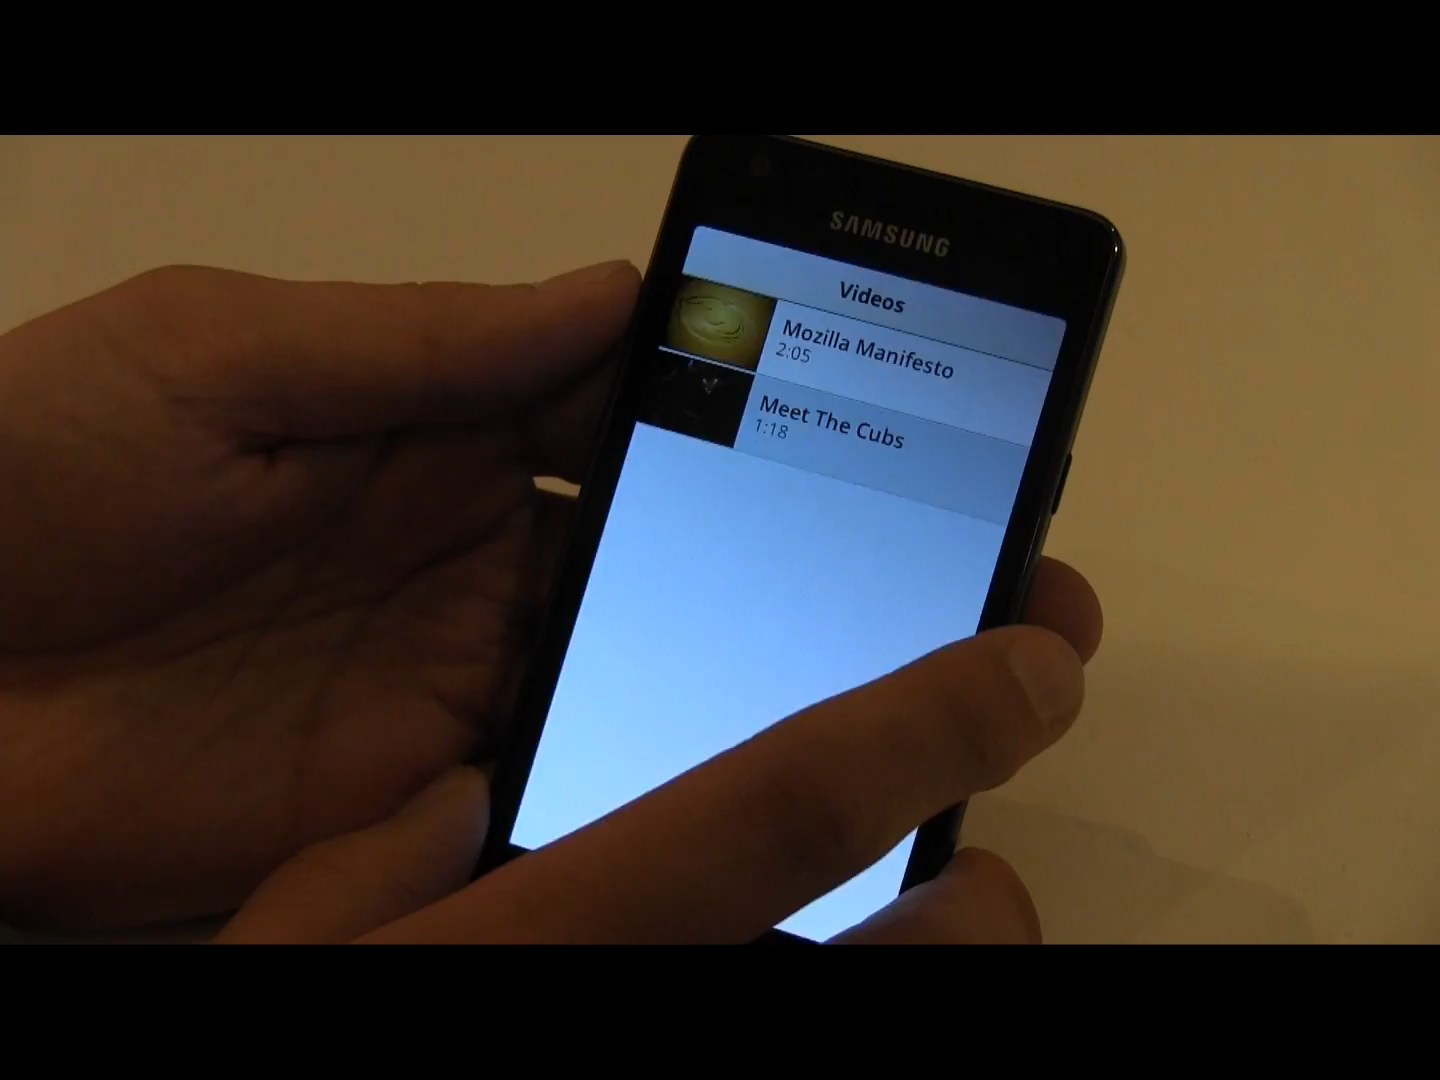 SAMSUNG
Videos
Mozilla Manifesto
2:05
Meet The Cubs
1:18